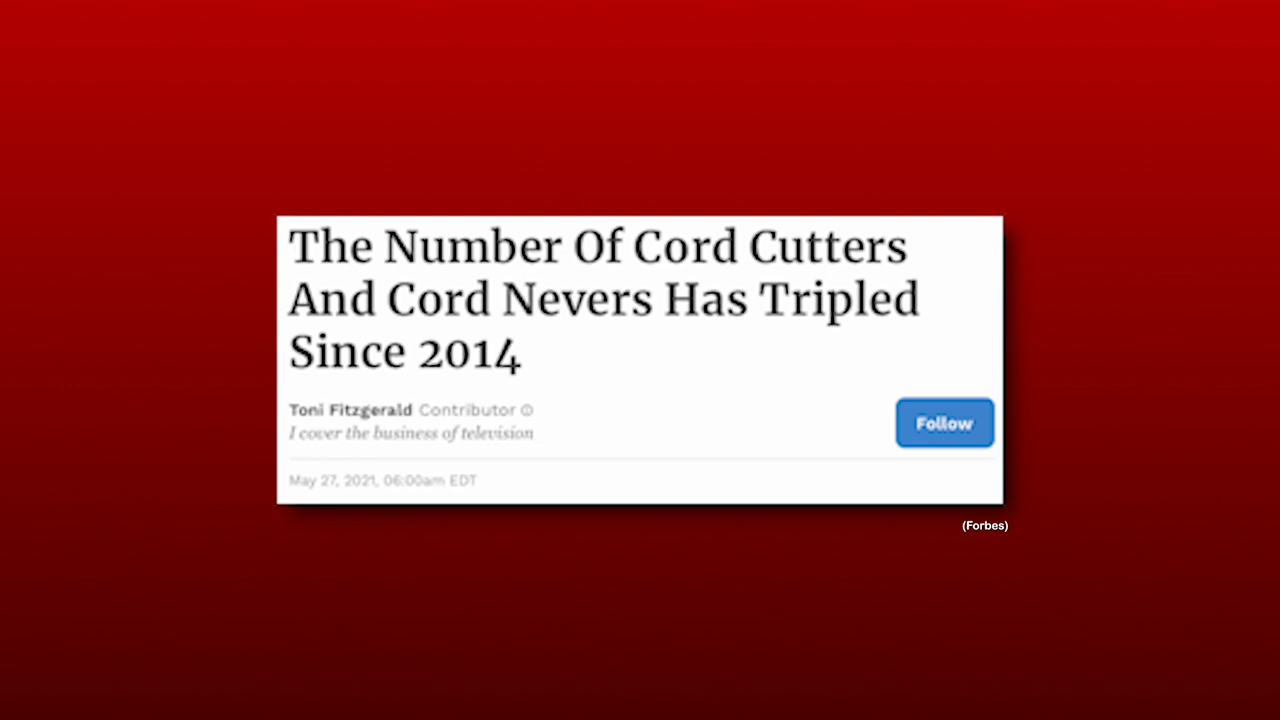 The Number Of Cord Cutters
And Cord Nevers Has Tripled
Since 2014
Toni Fitzgerald Contributor
I cover the business of television
Follow
May 27, 2021, 06:00am EDT
(Forbes)